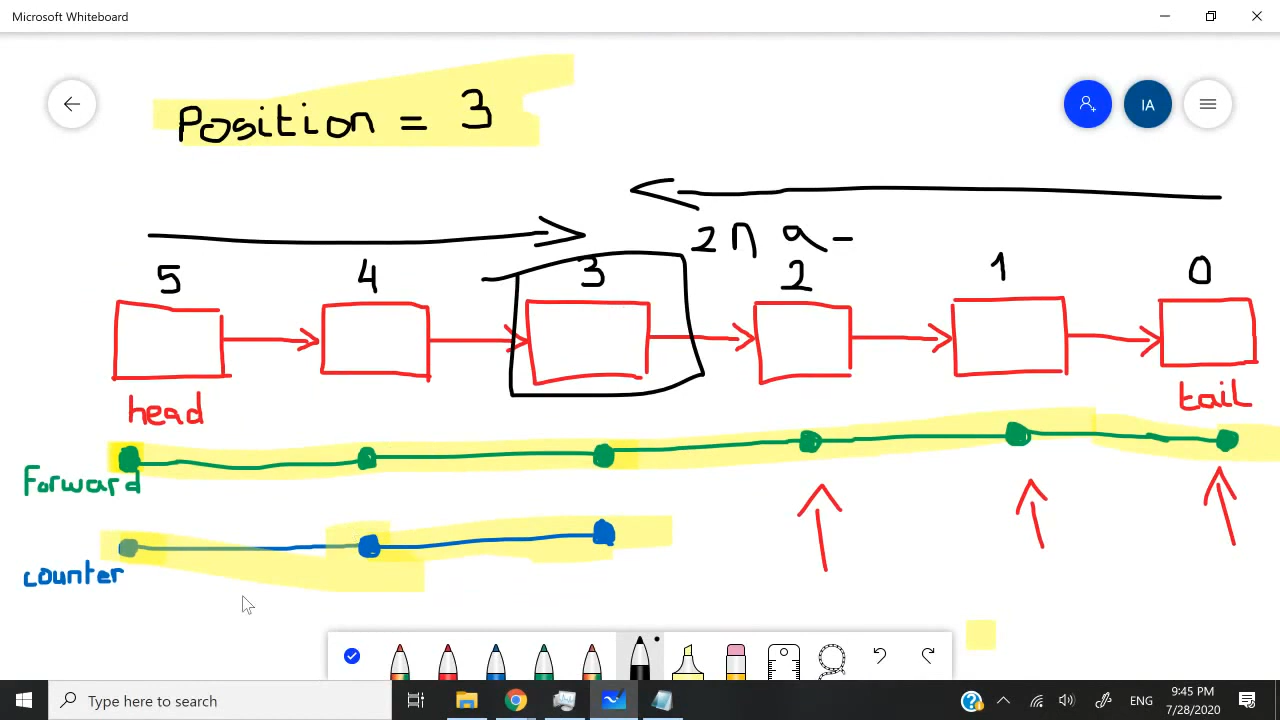 Microsoft Whiteboard
Position = 3
IA
5 4 3 2 1 0
head
tail
Forward
counter
Type here to search
ENG
9:45 PM
7/28/2020